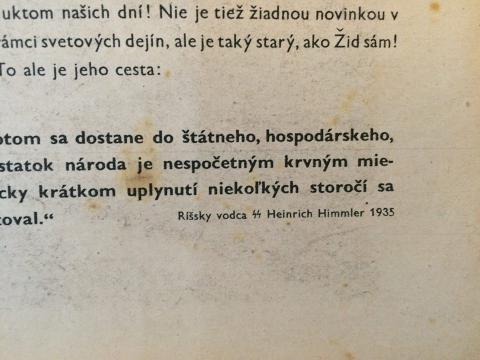 uktom našich dní! Nie je tiež žiadnou novinkou v
rámci svetových dejín, ale je taký starý, ako Žid sám!
To ale je jeho cesta:
otom sa dostane do štátneho, hospodárskeho,
statok národa je nespočetným krvným mie-
cky krátkom uplynutí niekoľkých storočí sa
toval.“
Ríšsky vodca ᛋᛋ Heinrich Himmler 1935